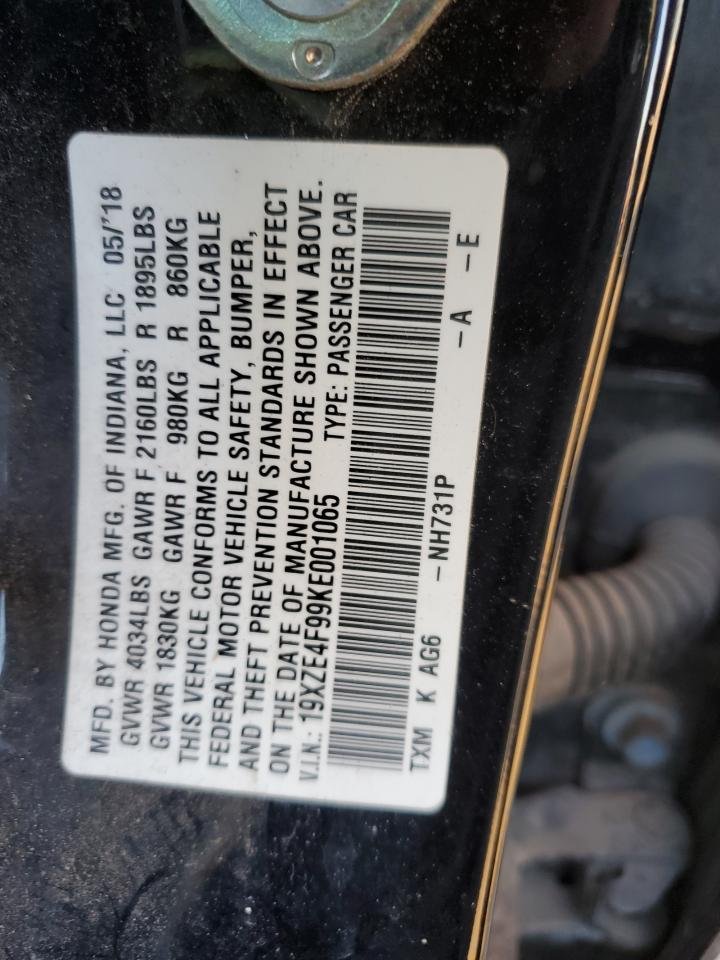 MFD. BY HONDA MFG. OF INDIANA, LLC 05/'18
GVWR 4034LBS GAWR F 2160LBS R 1895LBS
GVWR 1830KG GAWR F 980KG R 860KG
THIS VEHICLE CONFORMS TO ALL APPLICABLE
FEDERAL MOTOR VEHICLE SAFETY, BUMPER,
AND THEFT PREVENTION STANDARDS IN EFFECT
ON THE DATE OF MANUFACTURE SHOWN ABOVE.
V.I.N.: 19XZE4F99KE001065 TYPE: PASSENGER CAR
TXM K AG6 -NH731P -A -E